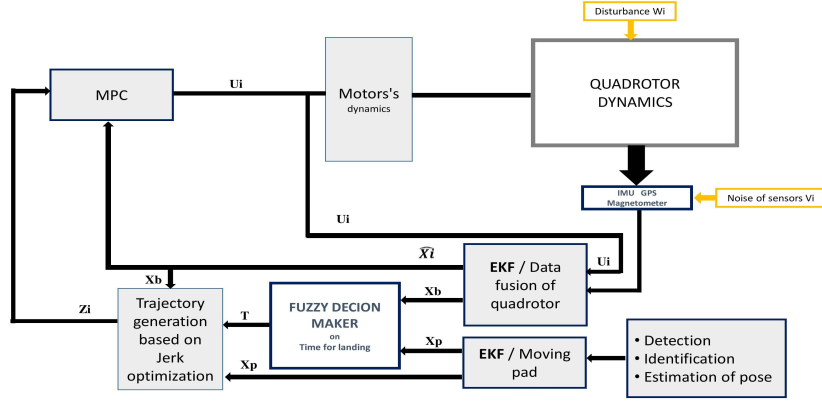 Disturbance Wi
MPC
Ui
Motors's
dynamics
QUADROTOR
DYNAMICS
IMU GPS
Magnetometer
Noise of sensors Vi
Ui
X̂i
Ui
EKF / Data
fusion of
quadrotor
Xb
Xb
Zi
Trajectory
generation
based on
Jerk
optimization
T
FUZZY DECION
MAKER
on
Time for landing
Xp
Xp
EKF / Moving
pad
• Detection
• Identification
• Estimation of pose